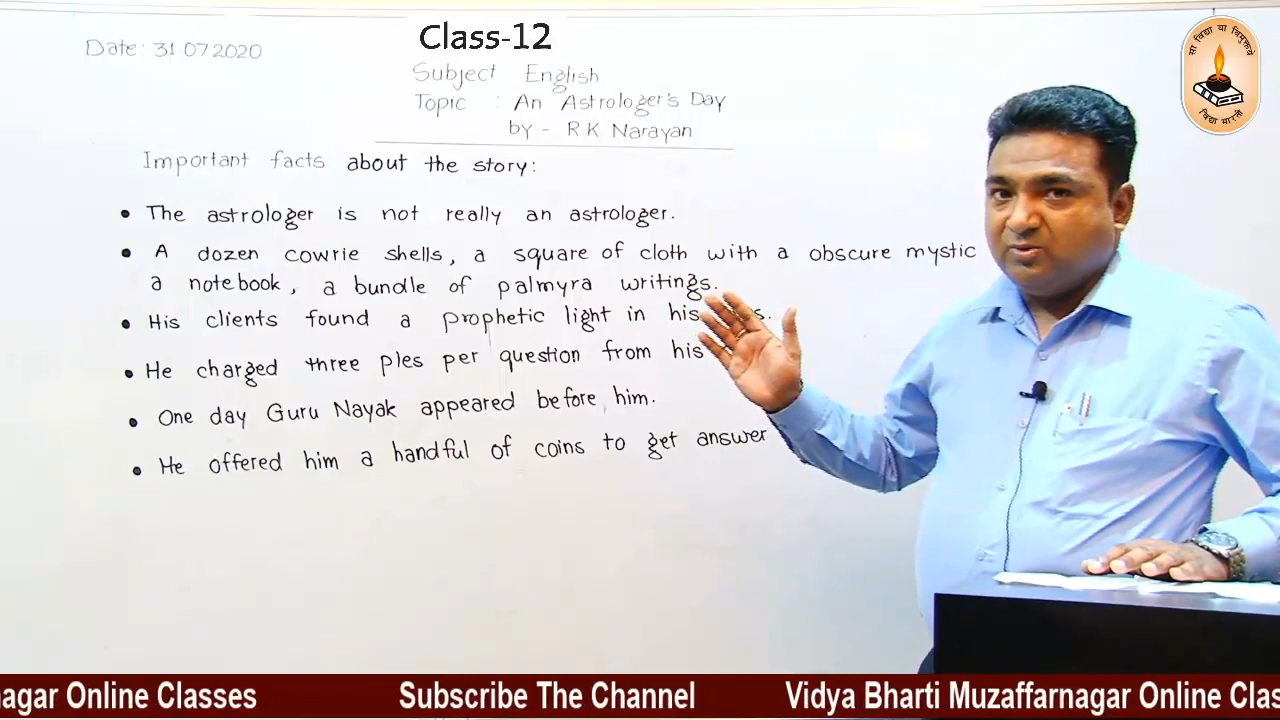 Class-12
Date: 31 07 2020
Subject English
Topic : An Astrologer's Day
by - R.K Narayan
Important facts about the story:
• The astrologer is not really an astrologer.
• A dozen cowrie shells, a square of cloth with a obscure mystic
a notebook, a bundle of palmyra writings.
• His clients found a prophetic light in his
• He charged three pies per question from his
• One day Guru Nayak appeared before him.
• He offered him a handful of coins to get answer
सा विद्या या विमुक्तये
विद्या भारती
nagar Online Classes Subscribe The Channel Vidya Bharti Muzaffarnagar Online Clas